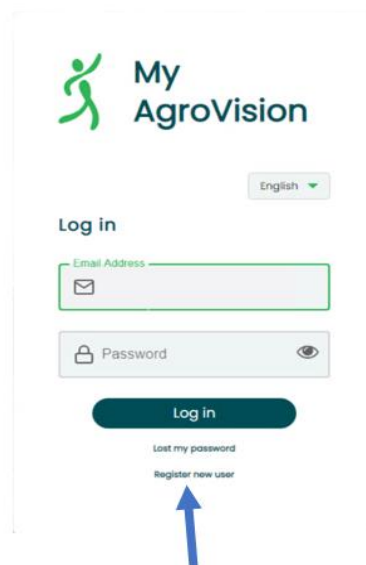 My
AgroVision
English
Log in
Email Address
Password
Log in
Lost my password
Register new user